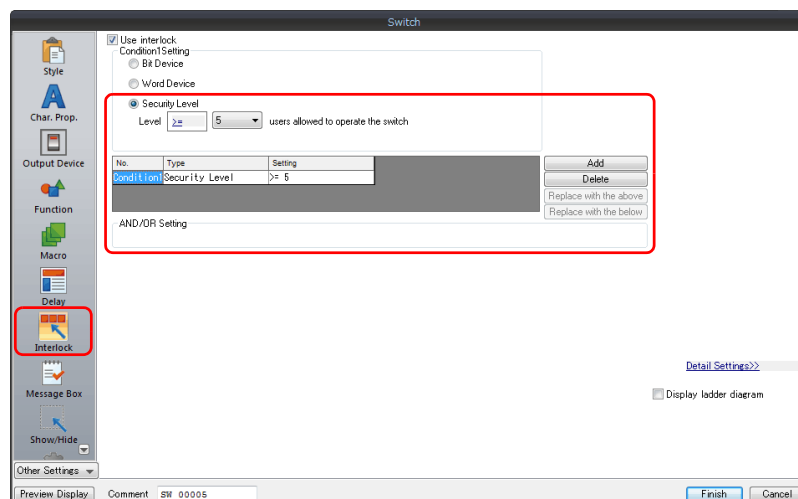 Switch
Style
Char. Prop.
Output Device
Function
Macro
Delay
Interlock
Message Box
Show/Hide
Other Settings
Use interlock
Condition1Setting
Bit Device
Word Device
Security Level
Level >= 5 users allowed to operate the switch
No. Type Setting
Condition1 Security Level >= 5
Add
Delete
Replace with the above
Replace with the below
AND/OR Setting
Detail Settings>>
Display ladder diagram
Preview Display Comment SW 00005 Finish Cancel